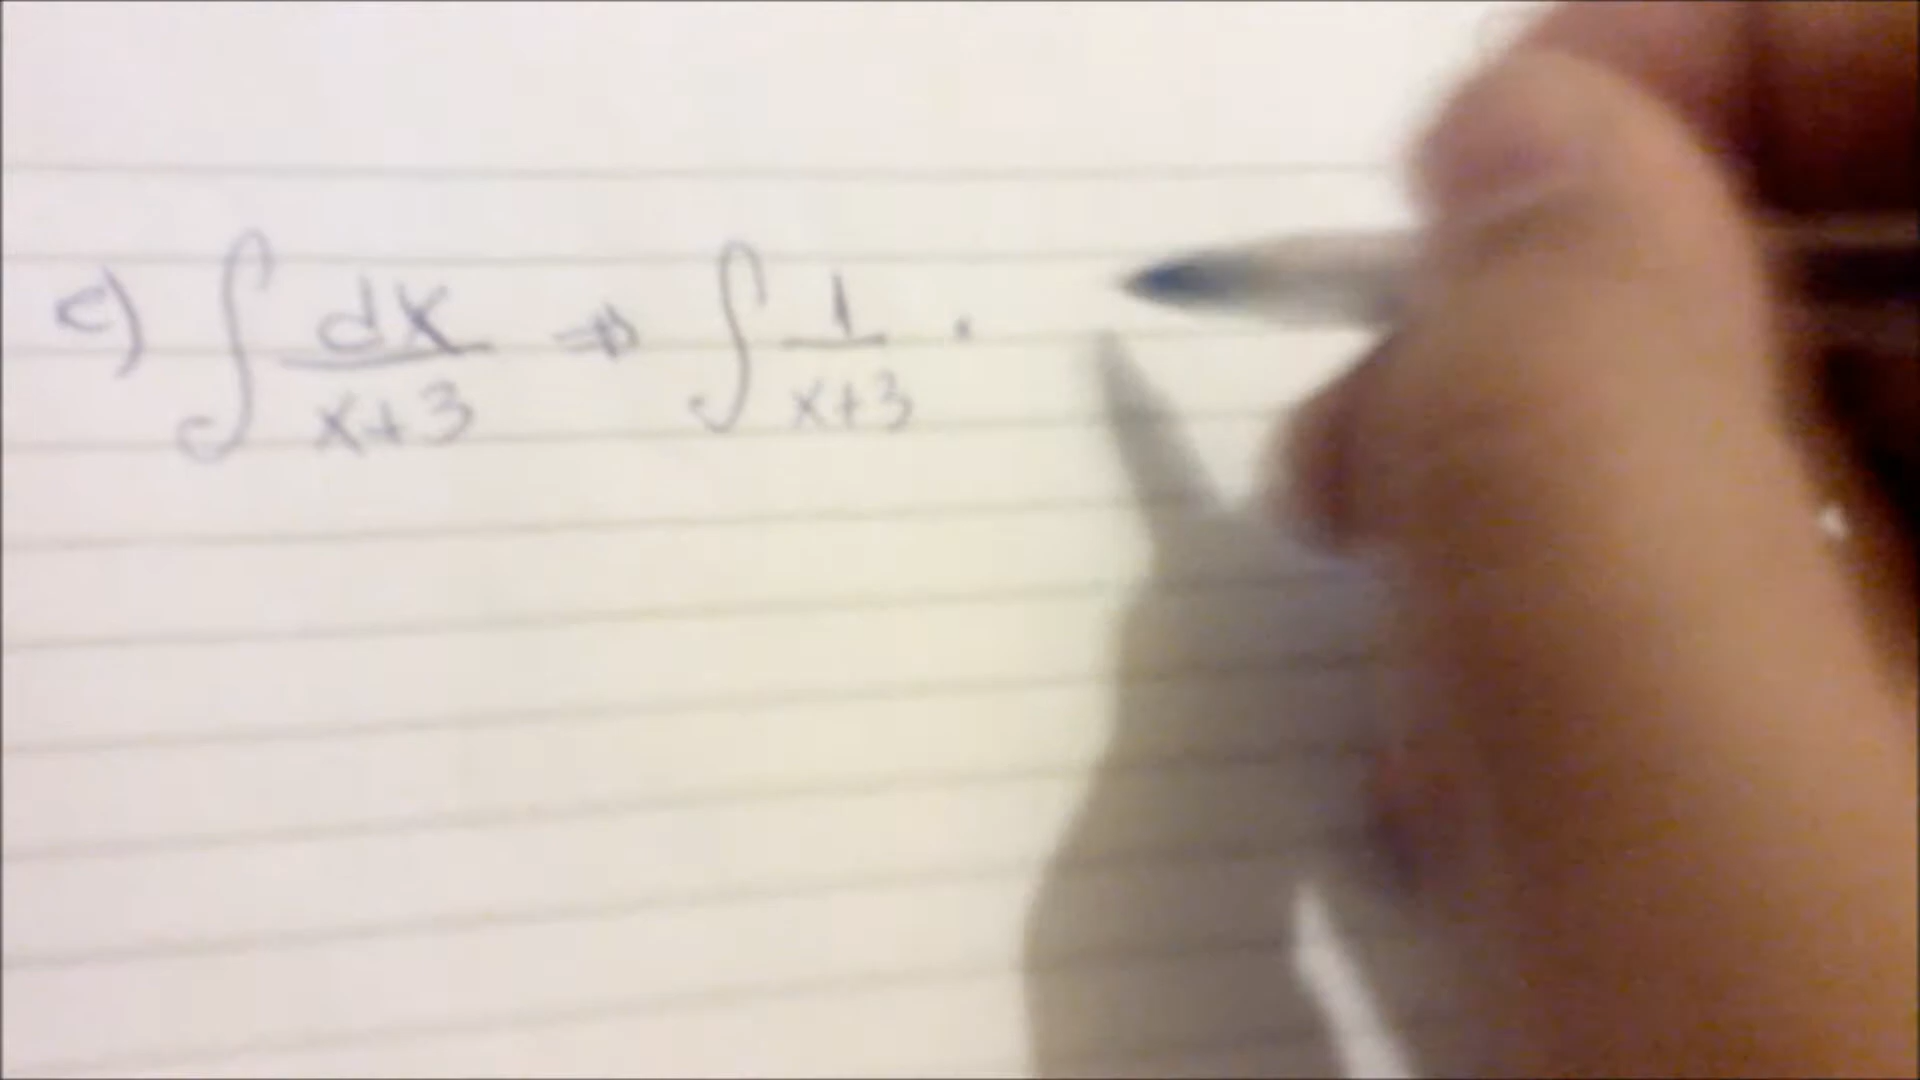 c) ∫ dx/(x+3) ⇒ ∫ 1/(x+3) ·